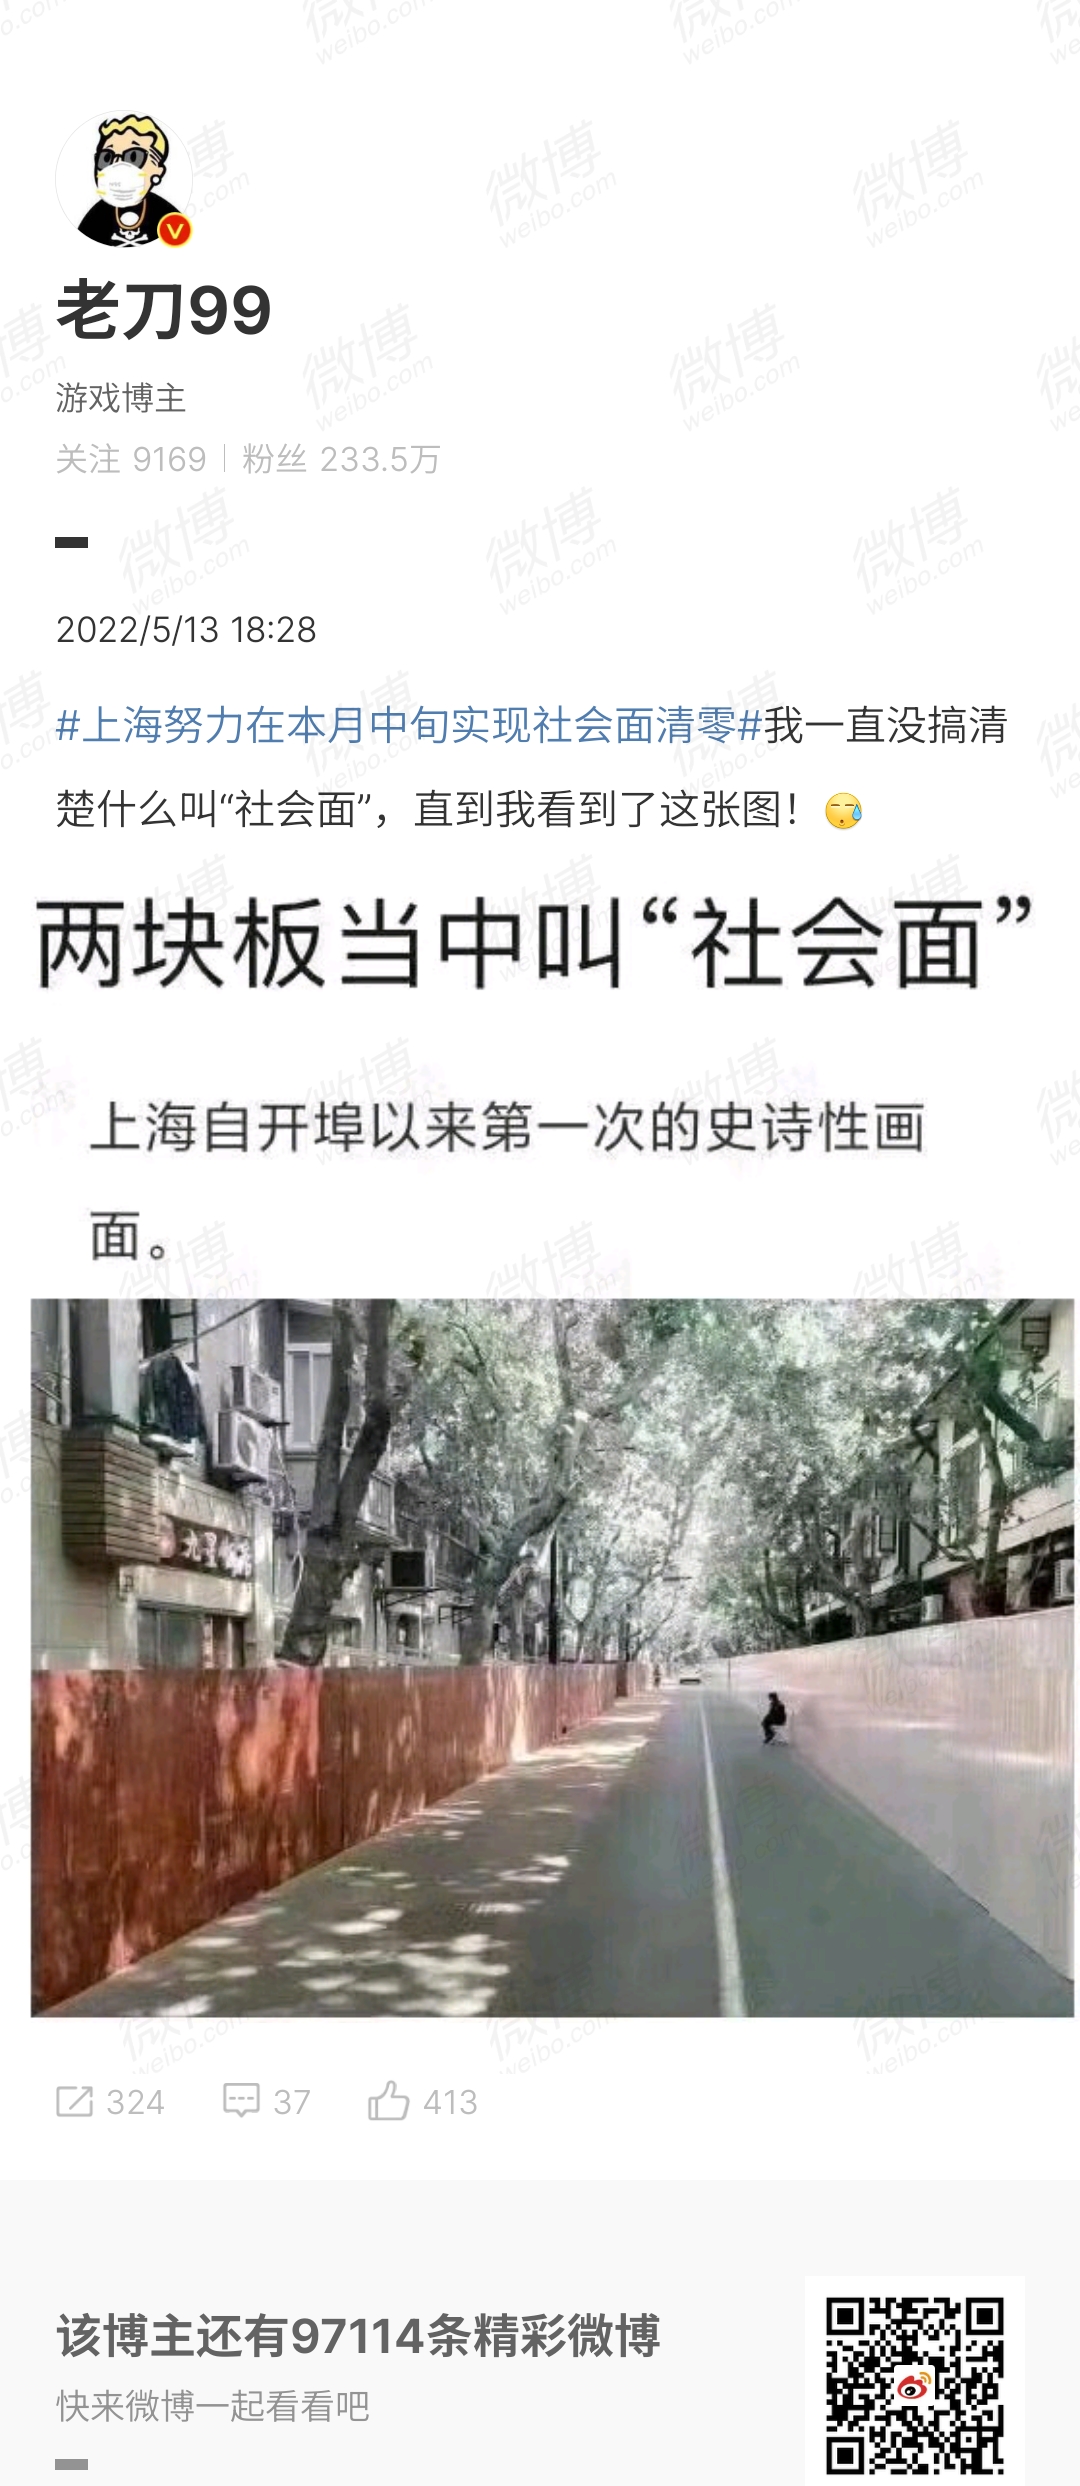 老刀99
游戏博主
关注 9169 | 粉丝 233.5万
2022/5/13 18:28
#上海努力在本月中旬实现社会面清零#我一直没搞清
楚什么叫“社会面”，直到我看到了这张图！
两块板当中叫“社会面”
上海自开埠以来第一次的史诗性画
面。
324 37 413
该博主还有97114条精彩微博
快来微博一起看看吧
微博
weibo.com